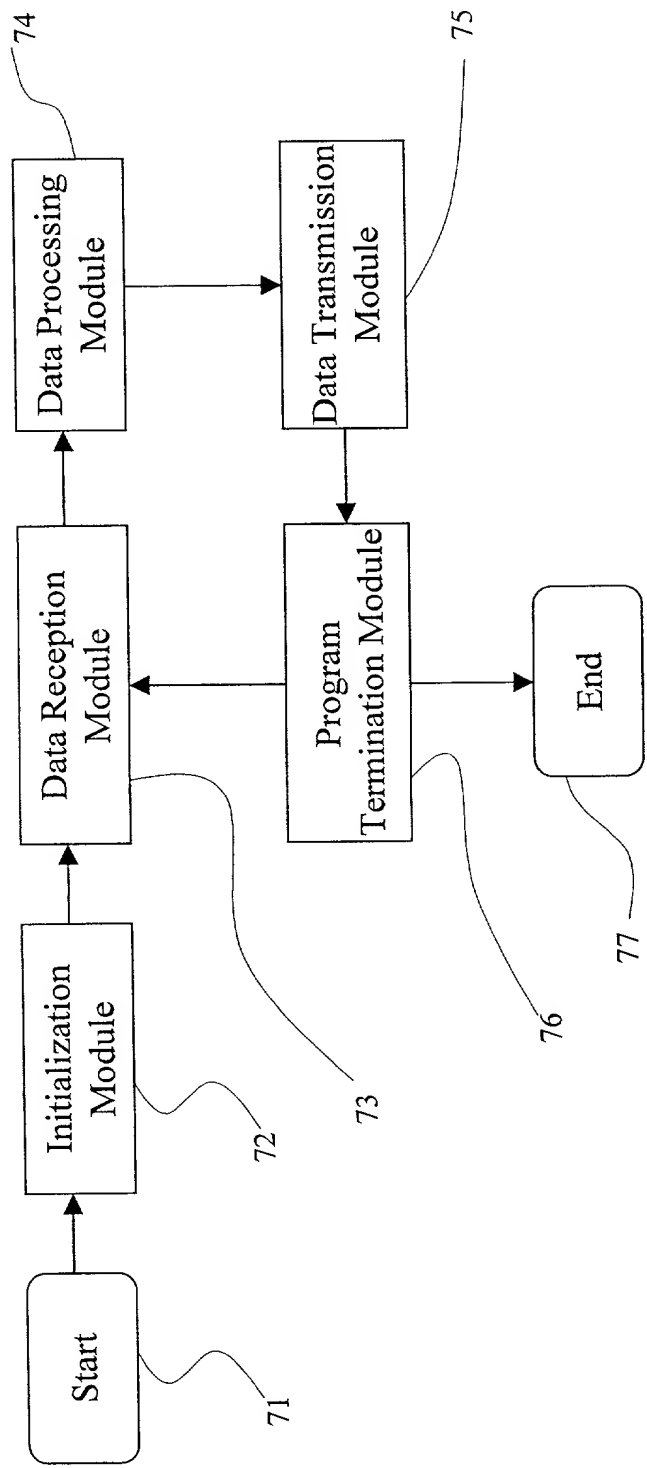 Start
71
Initialization
Module
72
Data Reception
Module
73
Data Processing
Module
74
Data Transmission
Module
75
Program
Termination Module
76
End
77